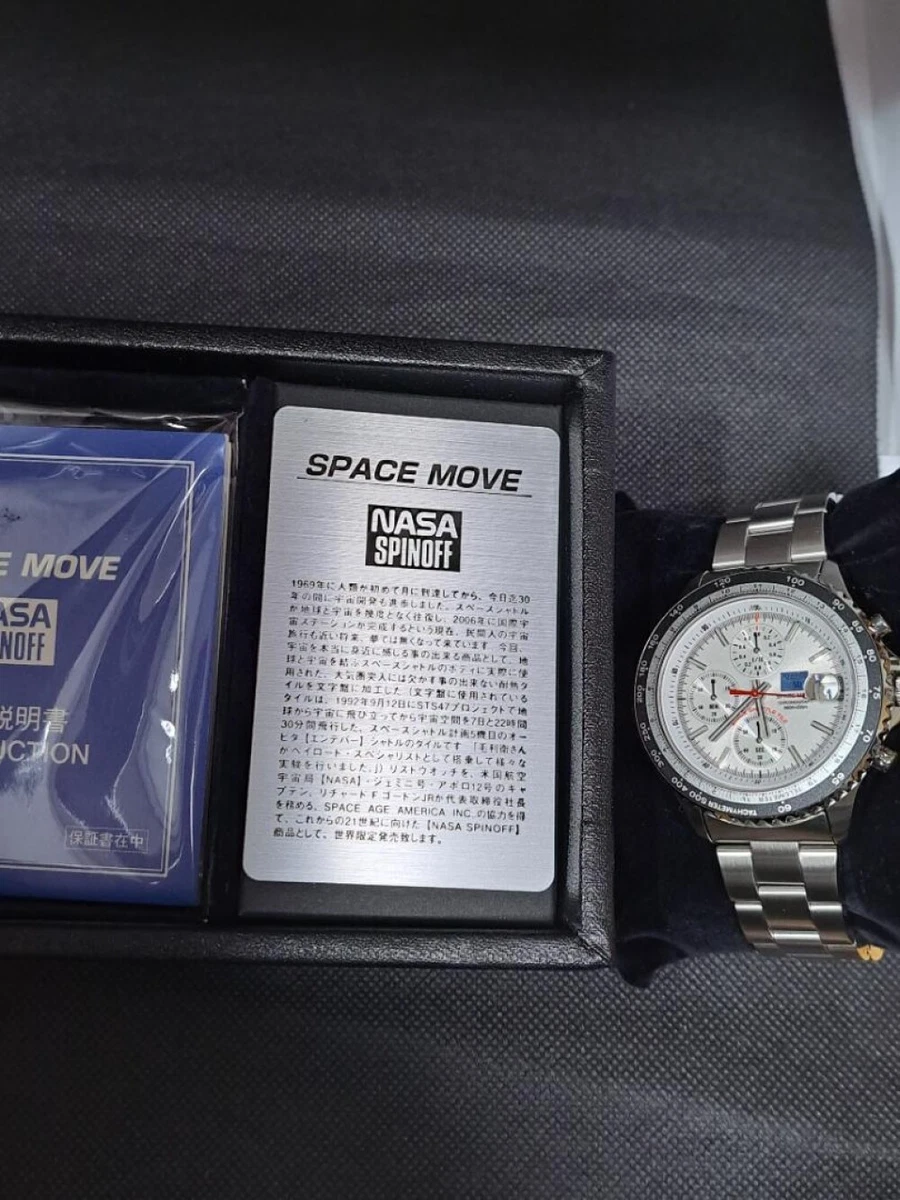 E MOVE
ASA
INOFF
説明書
UCTION
保証書在中
SPACE MOVE
NASA
SPINOFF
1969年に人類が初めて月に到達してから、今日迄30
年の間に宇宙開発も進歩しました。スペースシャトル
が地球と宇宙を幾度となく往復し、2006年に国際宇
宙ステーションが完成するという現在、民間人の宇宙
旅行も近い将来、夢では無くなって来ています。今回、
宇宙を本当に身近に感じる事の出来る商品として、地
球と宇宙を結ぶスペースシャトルのボディに実際に使
用された、大気圏突入には欠かす事の出来ない耐熱タ
イルを文字盤に加工した（文字盤に使用されている
タイルは、1992年9月12日にSTS47プロジェクトで地
球から宇宙に飛び立ってから宇宙空間を7日と22時間
30分間飛行した、スペースシャトル計画5機目のオー
ビタ【エンデバー】シャトルのタイルです「毛利衛さん
がペイロート・スペシャリストとして搭乗して様々な
実験を行いました。」）リストウォッチを、米国航空
宇宙局【NASA】・ジェミニ号・アポロ12号のキャ
プテン、リチャードFゴートンJRが代表取締役社長
を務める、SPACE AGE AMERICA INC.の協力を得
て、これからの21世紀に向けた【NASA SPINOFF】
商品として、世界限定発売致します。
TACHYMETER 500 400 300 200 140 120 100 90 80 70 60